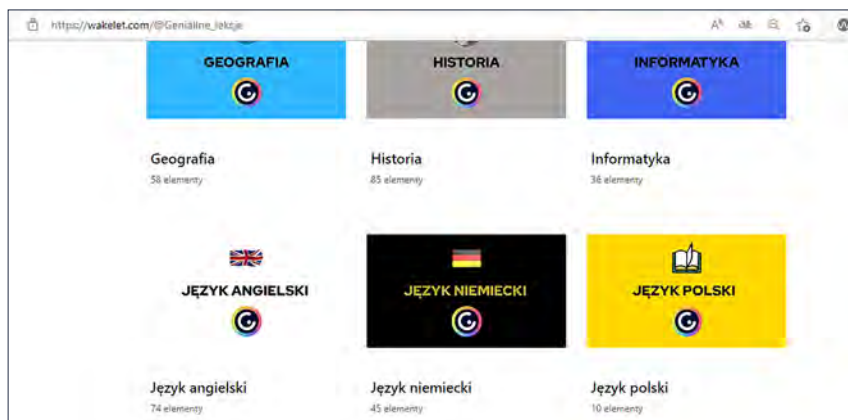 https://wakelet.com/@Genialne_lekcje
GEOGRAFIA
HISTORIA
INFORMATYKA
Geografia
Historia
Informatyka
58 elementy
85 elementy
36 elementy
JĘZYK ANGIELSKI
JĘZYK NIEMIECKI
JĘZYK POLSKI
Język angielski
Język niemiecki
Język polski
74 elementy
45 elementy
10 elementy